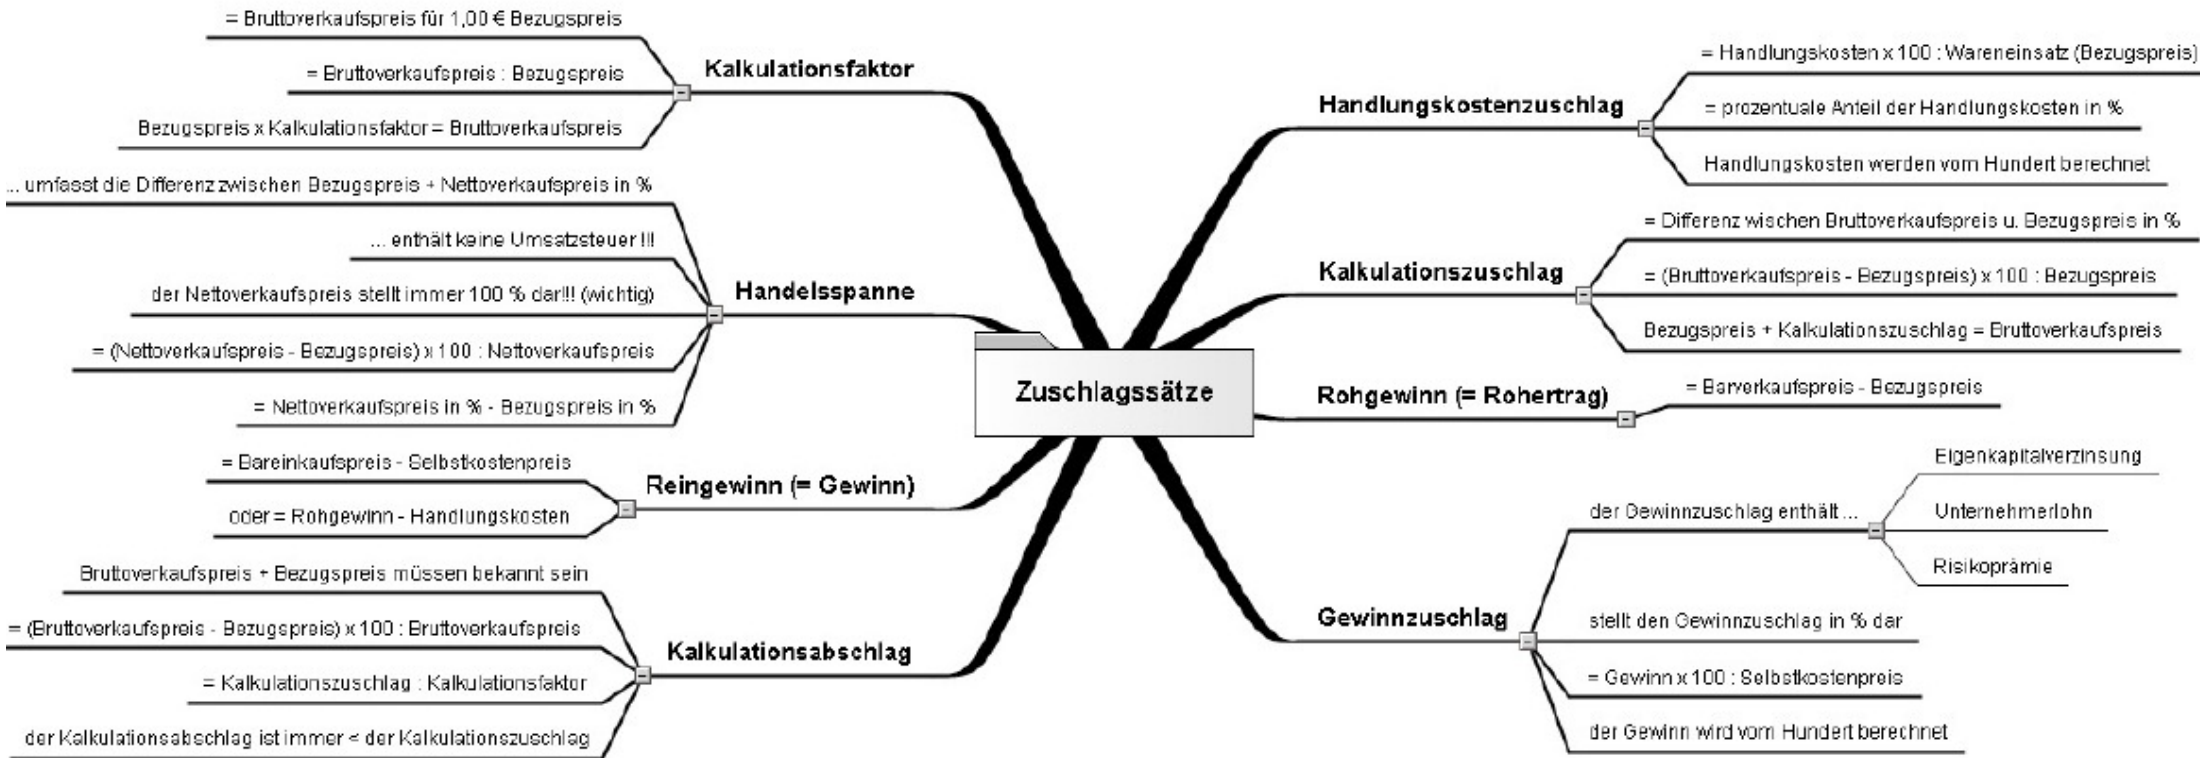 Zuschlagssätze
Kalkulationsfaktor
= Bruttoverkaufspreis für 1,00 € Bezugspreis
= Bruttoverkaufspreis : Bezugspreis
Bezugspreis x Kalkulationsfaktor = Bruttoverkaufspreis
Handelsspanne
... umfasst die Differenz zwischen Bezugspreis + Nettoverkaufspreis in %
... enthält keine Umsatzsteuer !!!
der Nettoverkaufspreis stellt immer 100 % dar!!! (wichtig)
= (Nettoverkaufspreis - Bezugspreis) x 100 : Nettoverkaufspreis
= Nettoverkaufspreis in % - Bezugspreis in %
Reingewinn (= Gewinn)
= Bareinkaufspreis - Selbstkostenpreis
oder = Rohgewinn - Handlungskosten
Kalkulationsabschlag
Bruttoverkaufspreis + Bezugspreis müssen bekannt sein
= (Bruttoverkaufspreis - Bezugspreis) x 100 : Bruttoverkaufspreis
= Kalkulationszuschlag : Kalkulationsfaktor
der Kalkulationsabschlag ist immer < der Kalkulationszuschlag
Handlungskostenzuschlag
= Handlungskosten x 100 : Wareneinsatz (Bezugspreis)
= prozentuale Anteil der Handlungskosten in %
Handlungskosten werden vom Hundert berechnet
Kalkulationszuschlag
= Differenz wischen Bruttoverkaufspreis u. Bezugspreis in %
= (Bruttoverkaufspreis - Bezugspreis) x 100 : Bezugspreis
Bezugspreis + Kalkulationszuschlag = Bruttoverkaufspreis
Rohgewinn (= Rohertrag)
= Barverkaufspreis - Bezugspreis
Gewinnzuschlag
der Gewinnzuschlag enthält ...
Eigenkapitalverzinsung
Unternehmerlohn
Risikoprämie
stellt den Gewinnzuschlag in % dar
= Gewinn x 100 : Selbstkostenpreis
der Gewinn wird vom Hundert berechnet